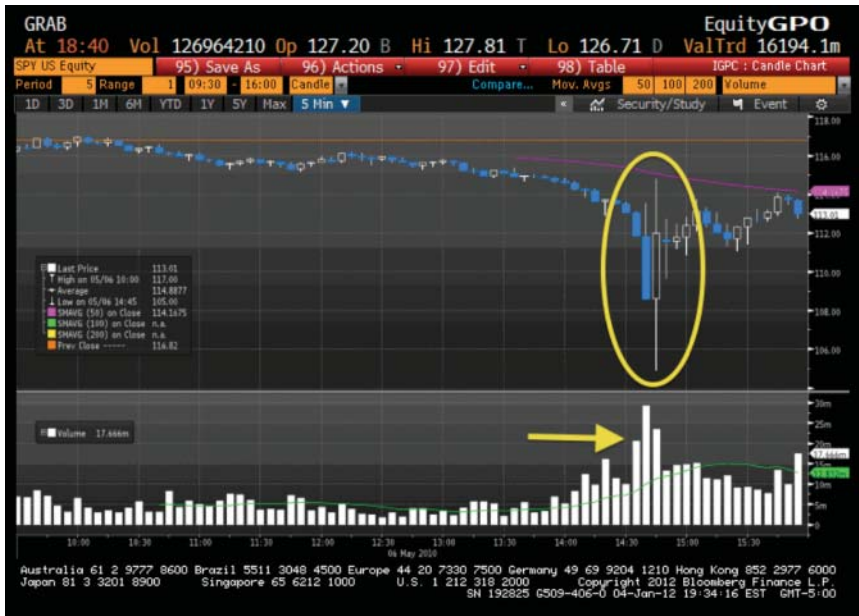 GRAB EquityGPO
At 18:40 Vol 126964210 Op 127.20 B Hi 127.81 T Lo 126.71 D ValTrd 16194.1m
SPY US Equity 95) Save As 96) Actions 97) Edit 98) Table IGPC : Candle Chart
Period 5 Range 1 09:30 - 16:00 Candle Compare... Mov. Avgs 50 100 200 Volume
1D 3D 1M 6M YTD 1Y 5Y Max 5 Min ▼ « Security/Study Event
118.00
116.00
114.1675
113.01
112.00
110.00
108.00
106.00
Last Price 113.01
High on 05/06 10:00 117.00
Average 114.8877
Low on 05/06 14:45 105.00
SMAVG (50) on Close 114.1675
SMAVG (100) on Close n.a.
SMAVG (200) on Close n.a.
Prev Close ----- 116.82
Volume 17.666m
30m
25m
20m
17.666m
15m
10m
5m
0
10:00 10:30 11:00 11:30 12:00 12:30 13:00 13:30 14:00 14:30 15:00 15:30
06 May 2010
Australia 61 2 9777 8600 Brazil 5511 3048 4500 Europe 44 20 7330 7500 Germany 49 69 9204 1210 Hong Kong 852 2977 6000
Japan 81 3 3201 8900 Singapore 65 6212 1000 U.S. 1 212 318 2000 Copyright 2012 Bloomberg Finance L.P.
SN 192825 G509-406-0 04-Jan-12 19:34:16 EST GMT-5:00